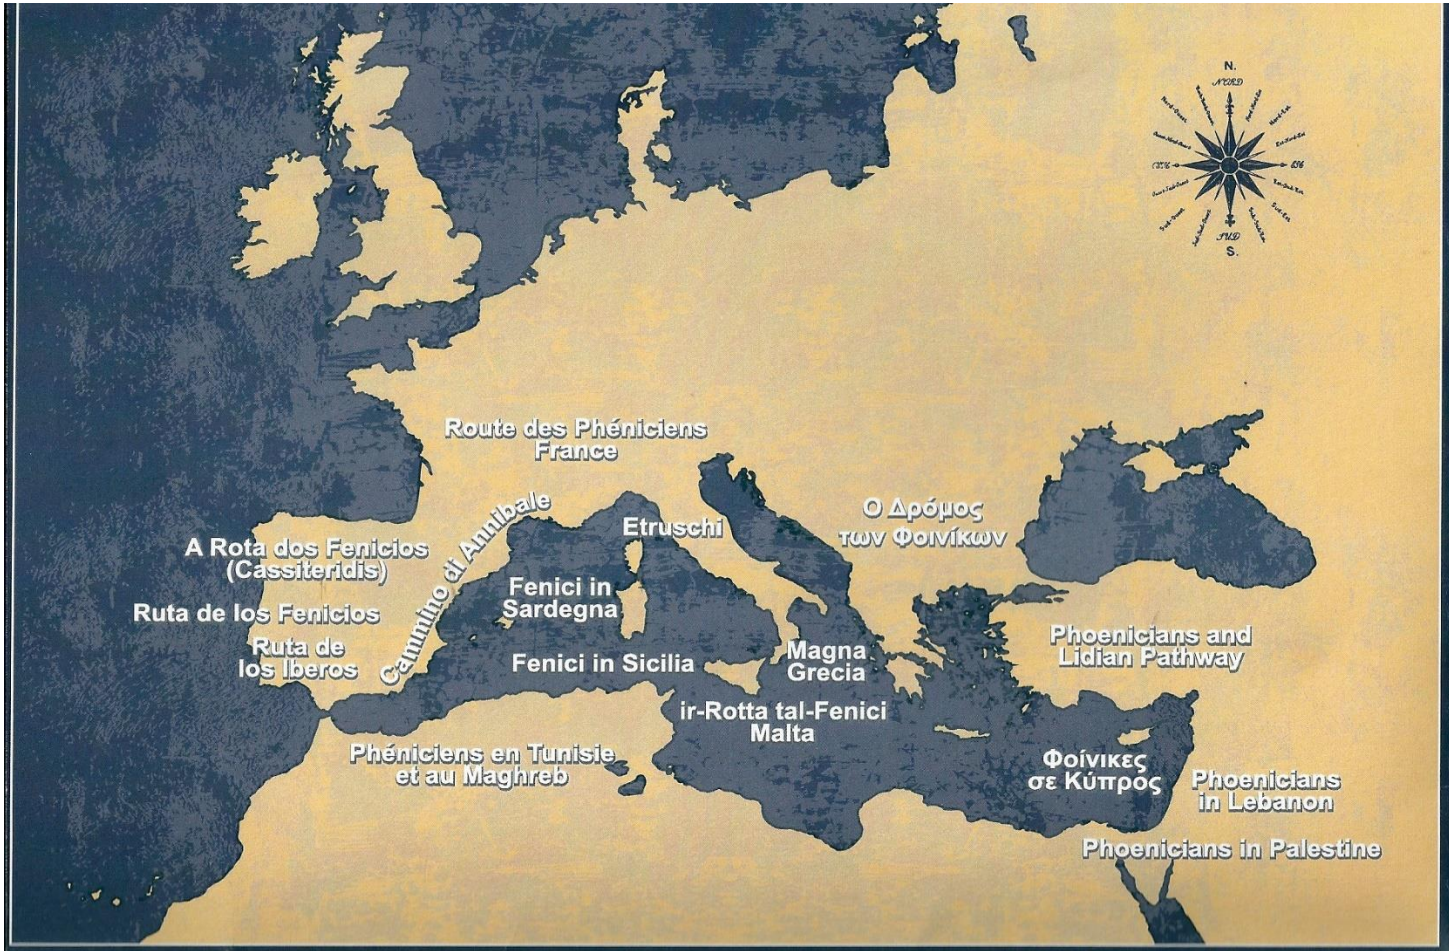 N.
NORD
SUD
S.
Route des Phéniciens
France
Cammino di Annibale
Etruschi
Ο Δρόμος
των Φοινίκων
A Rota dos Fenicios
(Cassiteridis)
Fenici in
Sardegna
Ruta de los Fenicios
Ruta de
los Iberos
Fenici in Sicilia
Magna
Grecia
Phoenicians and
Lidian Pathway
ir-Rotta tal-Fenici
Malta
Phéniciens en Tunisie
et au Maghreb
Φοίνικες
σε Κύπρος
Phoenicians
in Lebanon
Phoenicians in Palestine